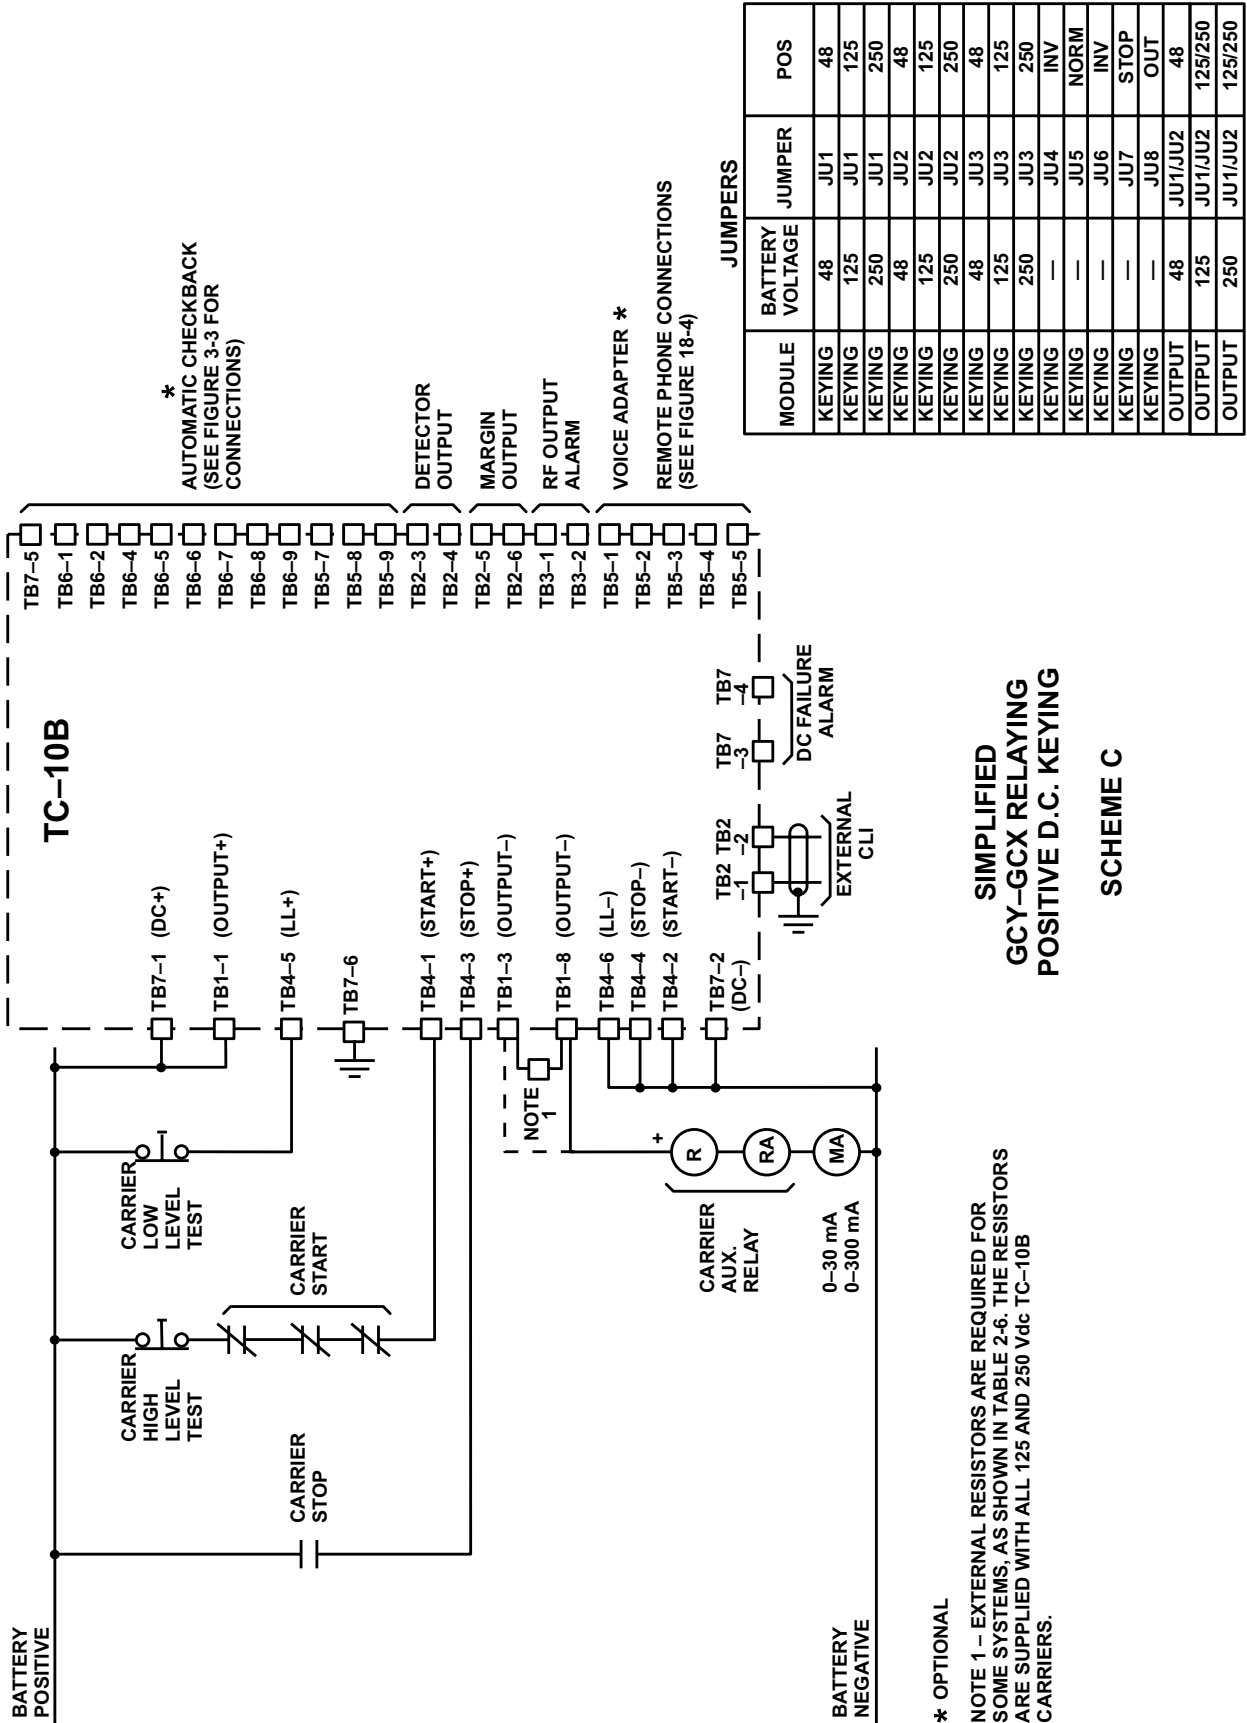 BATTERY
POSITIVE
CARRIER
STOP
CARRIER
HIGH
LEVEL
TEST
CARRIER
START
CARRIER
LOW
LEVEL
TEST
TC–10B
TB7–1 (DC+)
TB1–1 (OUTPUT+)
TB4–5 (LL+)
TB7–6
TB4–1 (START+)
TB4–3 (STOP+)
TB1–3 (OUTPUT–)
TB1–8 (OUTPUT–)
TB4–6 (LL–)
TB4–4 (STOP–)
TB4–2 (START–)
TB7–2
(DC–)
NOTE
1
+
R
RA
MA
CARRIER
AUX.
RELAY
0–30 mA
0–300 mA
BATTERY
NEGATIVE
TB2
–1
TB2
–2
EXTERNAL
CLI
TB7
–3
TB7
–4
DC FAILURE
ALARM
TB7–5
TB6–1
TB6–2
TB6–4
TB6–5
TB6–6
TB6–7
TB6–8
TB6–9
TB5–7
TB5–8
TB5–9
TB2–3
TB2–4
TB2–5
TB2–6
TB3–1
TB3–2
TB5–1
TB5–2
TB5–3
TB5–4
TB5–5
*
AUTOMATIC CHECKBACK
(SEE FIGURE 3-3 FOR
CONNECTIONS)
DETECTOR
OUTPUT
MARGIN
OUTPUT
RF OUTPUT
ALARM
VOICE ADAPTER *
REMOTE PHONE CONNECTIONS
(SEE FIGURE 18-4)
JUMPERS
MODULE BATTERY VOLTAGE JUMPER POS
KEYING 48 JU1 48
KEYING 125 JU1 125
KEYING 250 JU1 250
KEYING 48 JU2 48
KEYING 125 JU2 125
KEYING 250 JU2 250
KEYING 48 JU3 48
KEYING 125 JU3 125
KEYING 250 JU3 250
KEYING — JU4 INV
KEYING — JU5 NORM
KEYING — JU6 INV
KEYING — JU7 STOP
KEYING — JU8 OUT
OUTPUT 48 JU1/JU2 48
OUTPUT 125 JU1/JU2 125/250
OUTPUT 250 JU1/JU2 125/250
* OPTIONAL
NOTE 1 – EXTERNAL RESISTORS ARE REQUIRED FOR
SOME SYSTEMS, AS SHOWN IN TABLE 2-6. THE RESISTORS
ARE SUPPLIED WITH ALL 125 AND 250 Vdc TC–10B
CARRIERS.
SIMPLIFIED
GCY–GCX RELAYING
POSITIVE D.C. KEYING
SCHEME C